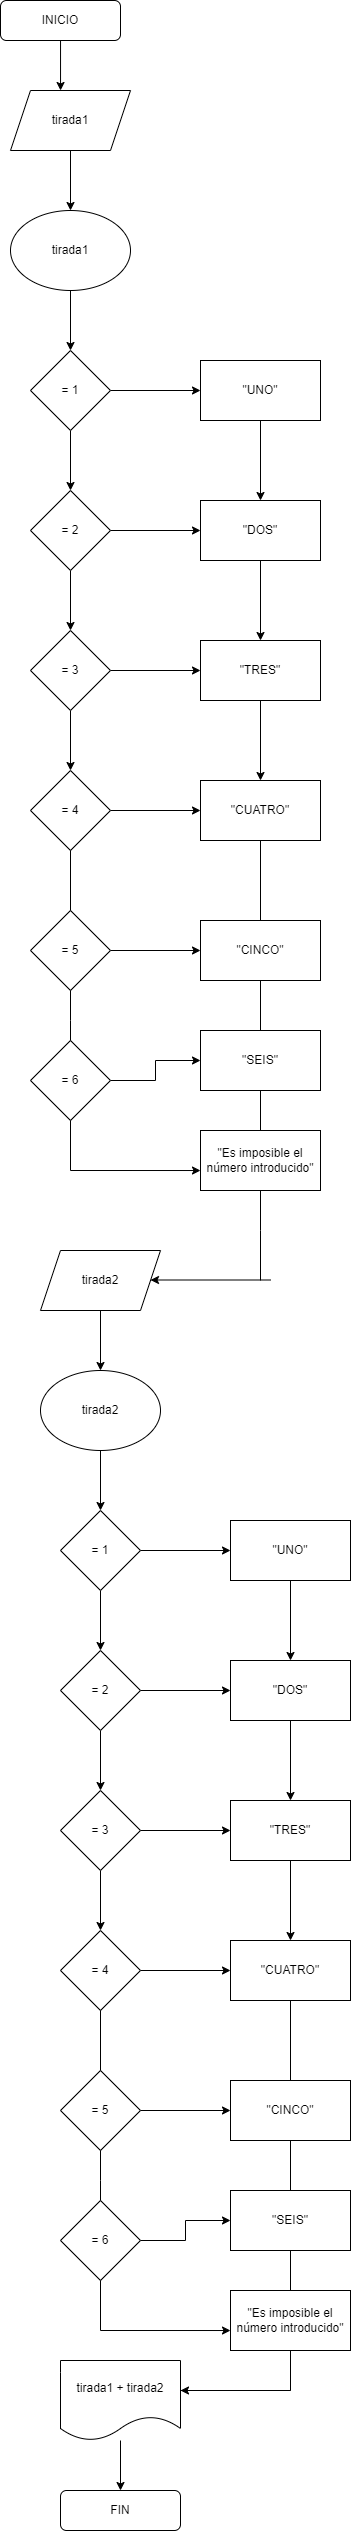 INICIO
tirada1
tirada1
= 1
"UNO"
= 2
"DOS"
= 3
"TRES"
= 4
"CUATRO"
= 5
"CINCO"
= 6
"SEIS"
"Es imposible el
número introducido"
tirada2
tirada2
= 1
"UNO"
= 2
"DOS"
= 3
"TRES"
= 4
"CUATRO"
= 5
"CINCO"
= 6
"SEIS"
"Es imposible el
número introducido"
tirada1 + tirada2
FIN